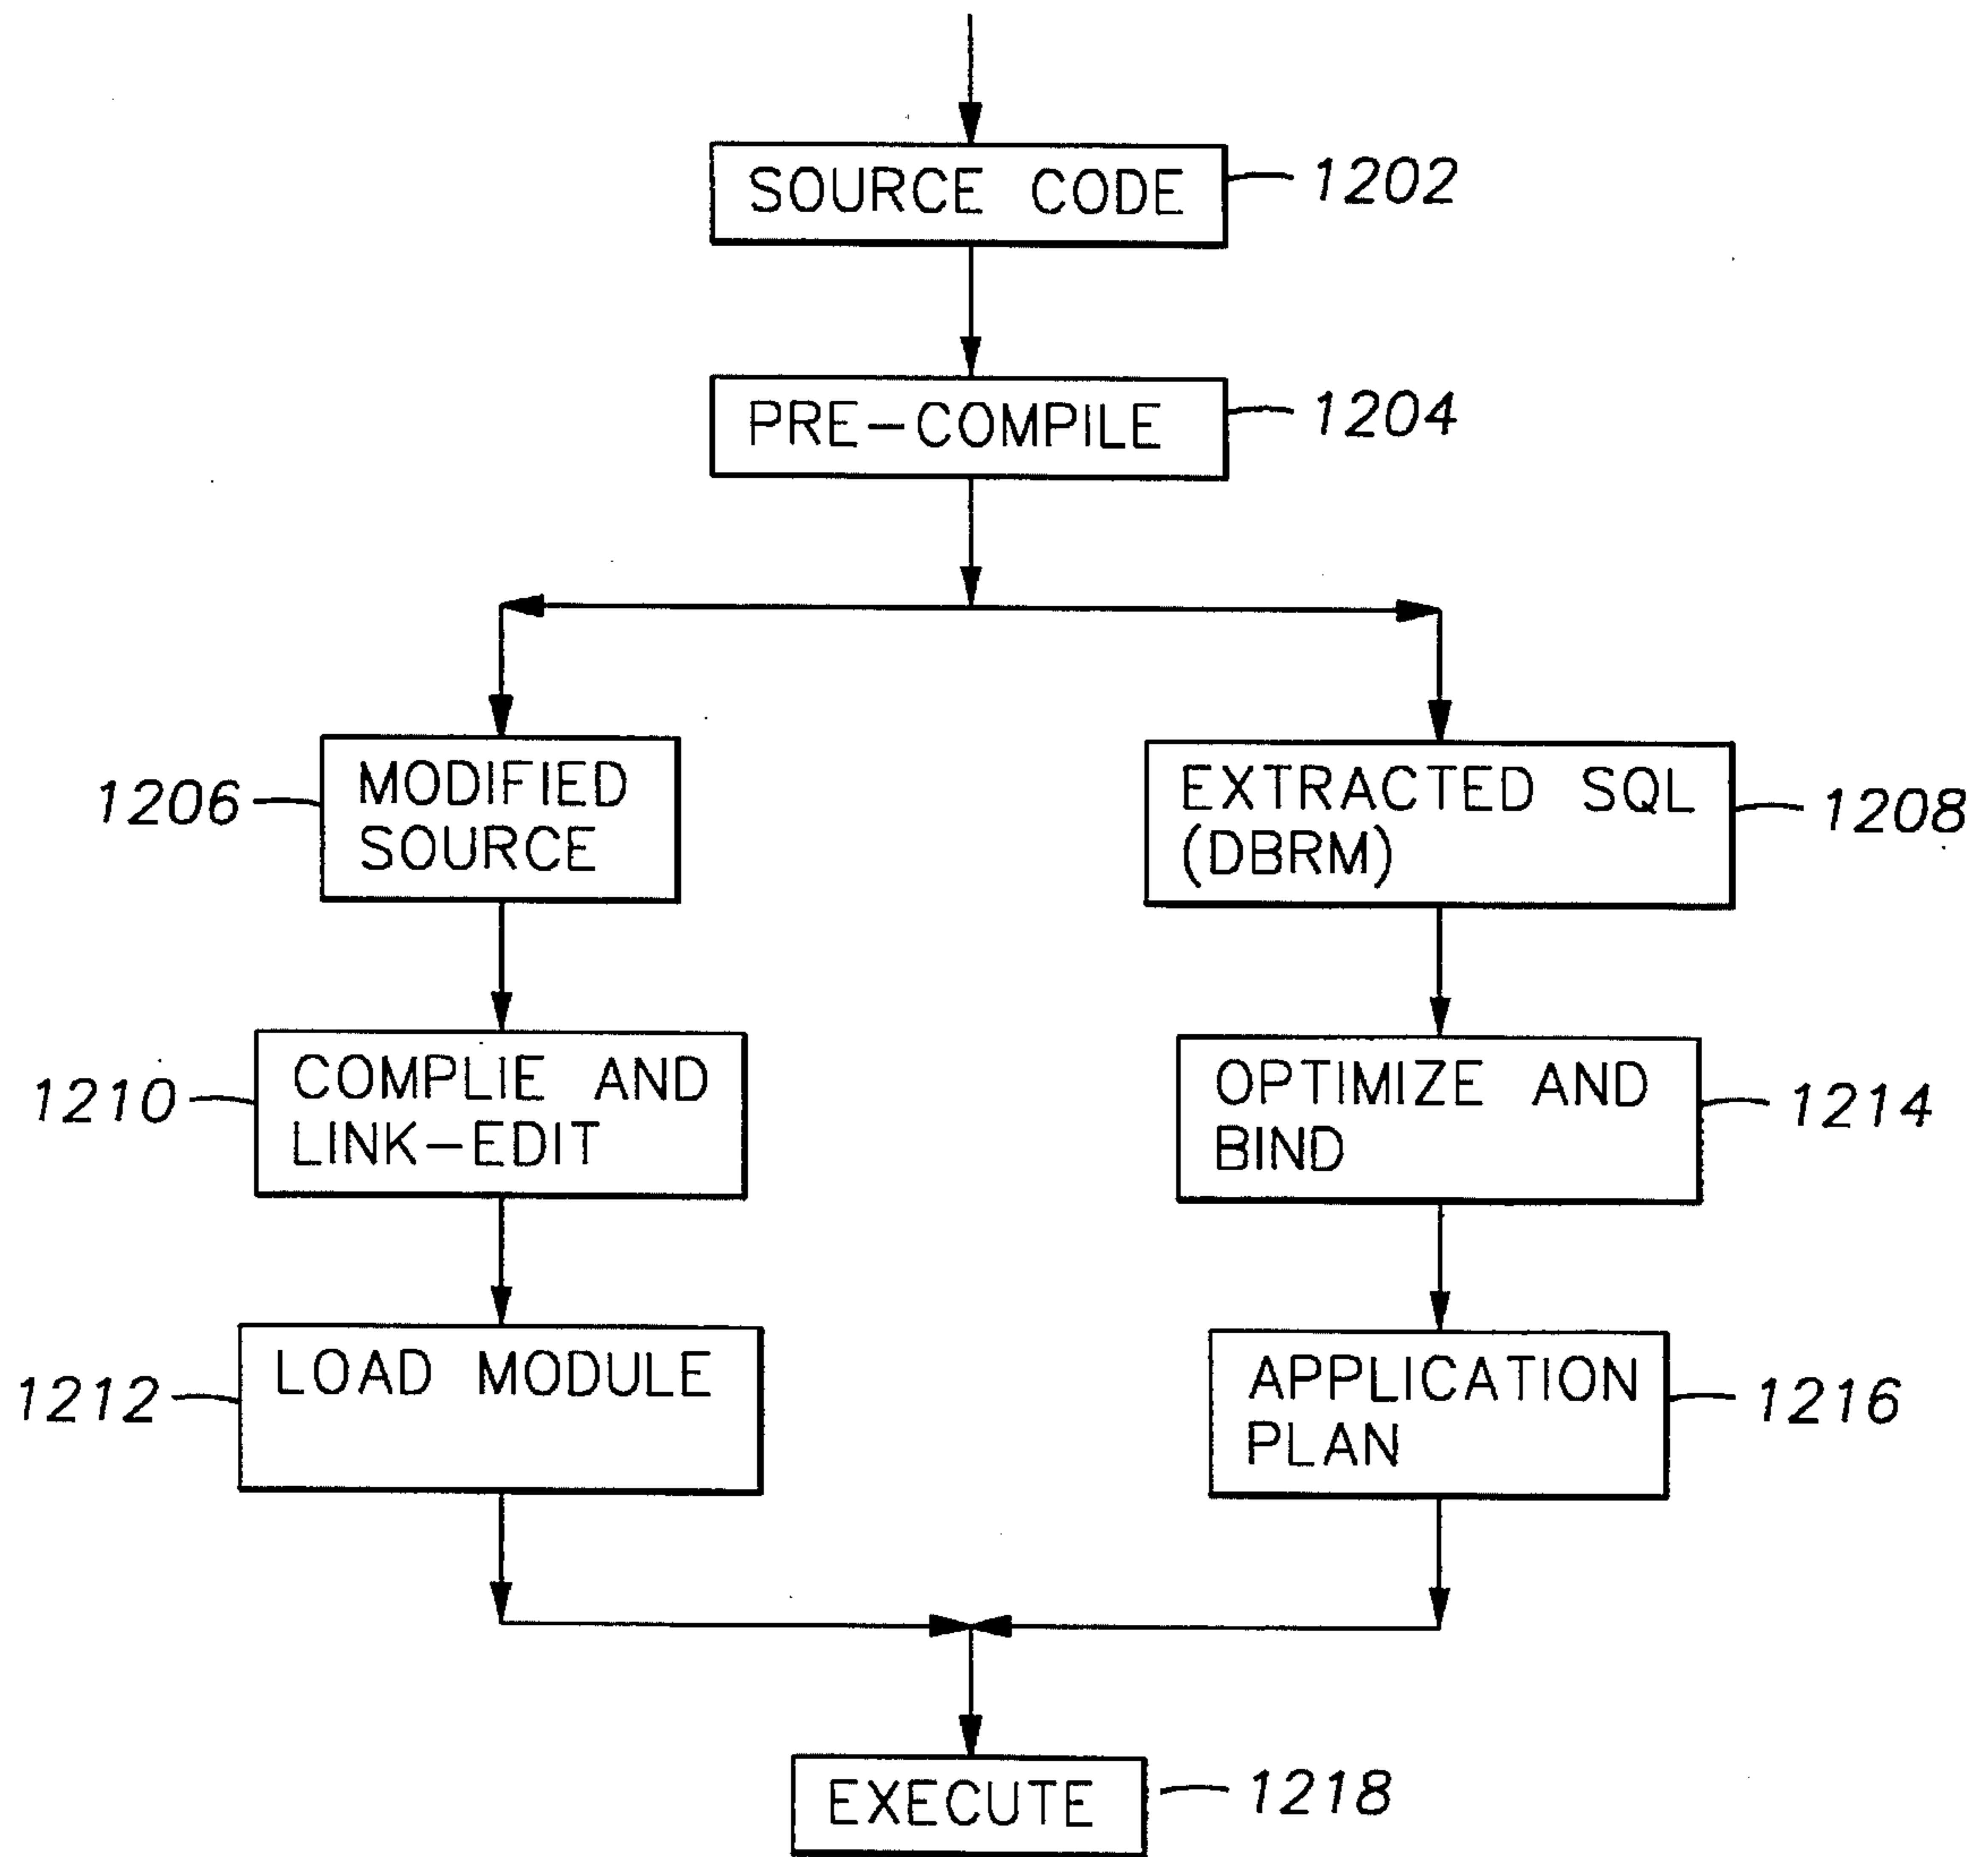 SOURCE CODE
1202
PRE-COMPILE
1204
MODIFIED
SOURCE
1206
EXTRACTED SQL
(DBRM)
1208
COMPLIE AND
LINK-EDIT
1210
OPTIMIZE AND
BIND
1214
LOAD MODULE
1212
APPLICATION
PLAN
1216
EXECUTE
1218